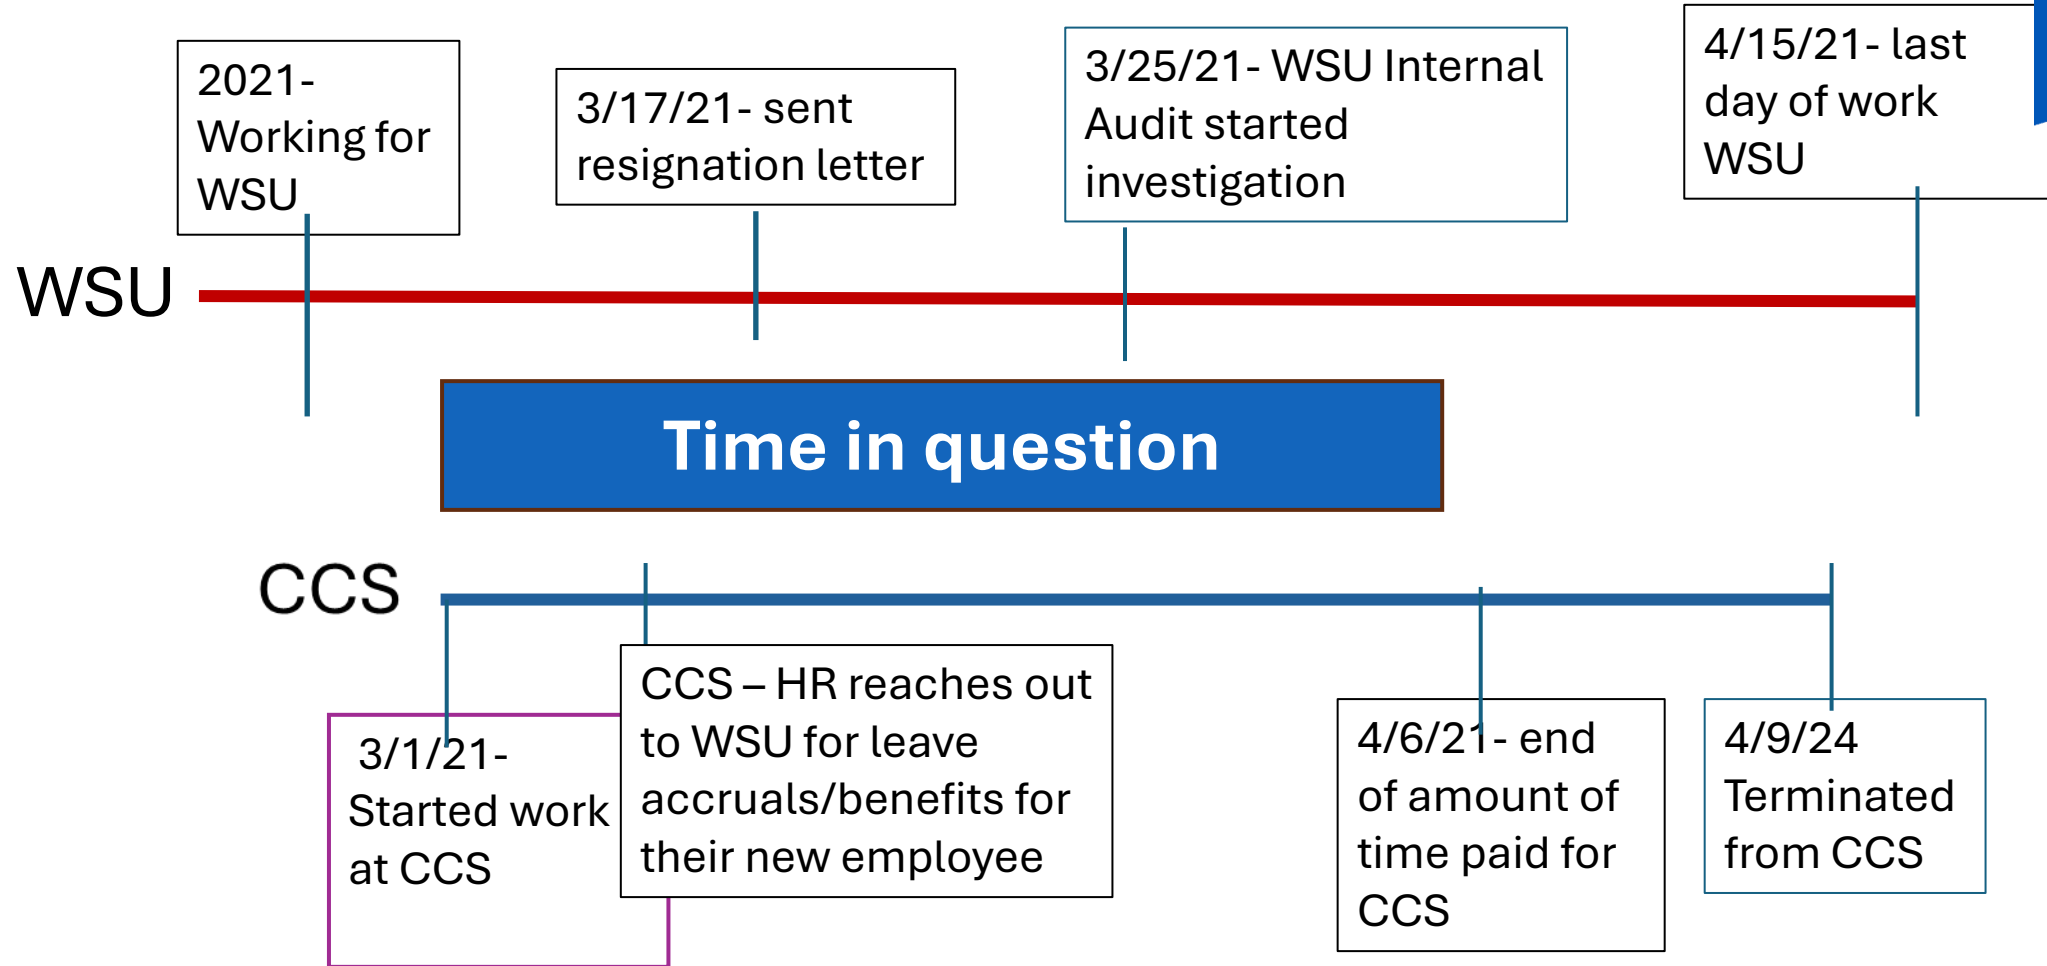 2021-
Working for
WSU
3/17/21- sent
resignation letter
3/25/21- WSU Internal
Audit started
investigation
4/15/21- last
day of work
WSU
WSU
Time in question
CCS
3/1/21-
Started work
at CCS
CCS – HR reaches out
to WSU for leave
accruals/benefits for
their new employee
4/6/21- end
of amount of
time paid for
CCS
4/9/24
Terminated
from CCS